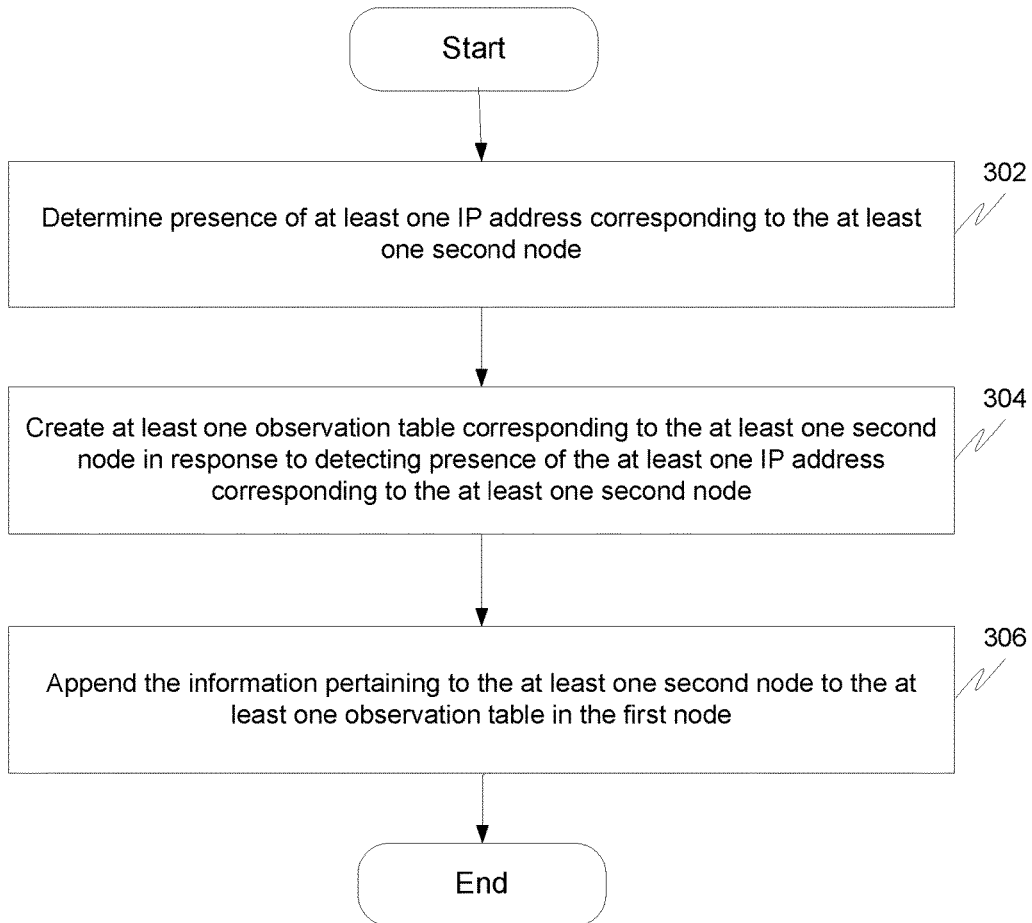 Start
302
Determine presence of at least one IP address corresponding to the at least
one second node
304
Create at least one observation table corresponding to the at least one second
node in response to detecting presence of the at least one IP address
corresponding to the at least one second node
306
Append the information pertaining to the at least one second node to the at
least one observation table in the first node
End